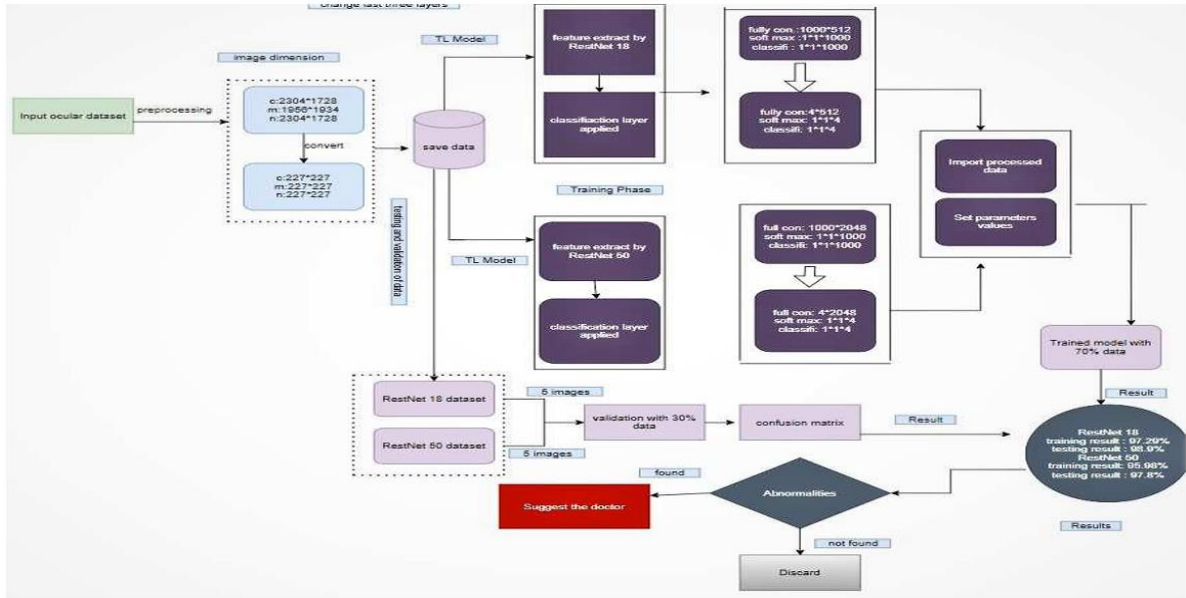 change last three layers
TL Model
feature extract by
RestNet 18
classifiaction layer
applied
fully con.:1000*512
soft max :1*1*1000
classifi : 1*1*1000
fully con:4*512
soft max: 1*1*4
classifi: 1*1*4
image dimension
Input ocular dataset
preprocessing
c:2304*1728
m:1956*1934
n:2304*1728
convert
c:227*227
m:227*227
n:227*227
save data
Import processed
data
Set parameters
values
Training Phase
testing and validation of data
TL Model
feature extract by
RestNet 50
classification layer
applied
full con: 1000*2048
soft max: 1*1*1000
classifi: 1*1*1000
full con: 4*2048
soft max: 1*1*4
classifi: 1*1*4
Trained model with
70% data
Result
RestNet 18 dataset
RestNet 50 dataset
5 images
5 images
validation with 30%
data
confusion matrix
Result
RestNet 18
training result : 97.29%
testing result : 98.9%
RestNet 50
training result: 95.98%
testing result : 97.8%
Results
Abnormalities
found
Suggest the doctor
not found
Discard